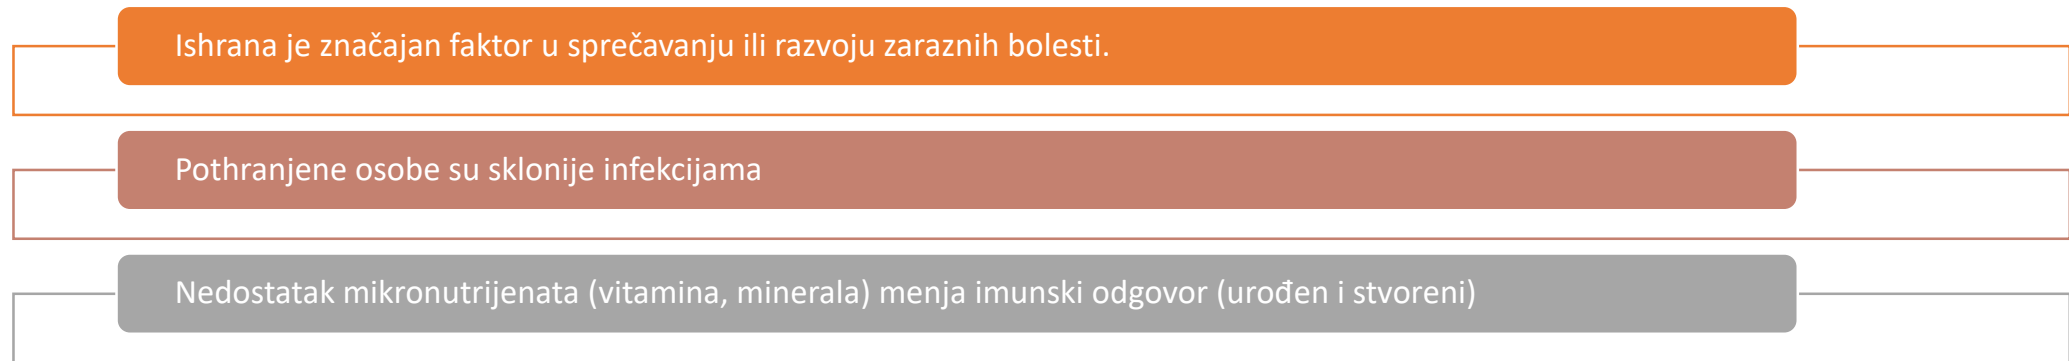 Ishrana je značajan faktor u sprečavanju ili razvoju zaraznih bolesti.
Pothranjene osobe su sklonije infekcijama
Nedostatak mikronutrijenata (vitamina, minerala) menja imunski odgovor (urođen i stvoreni)